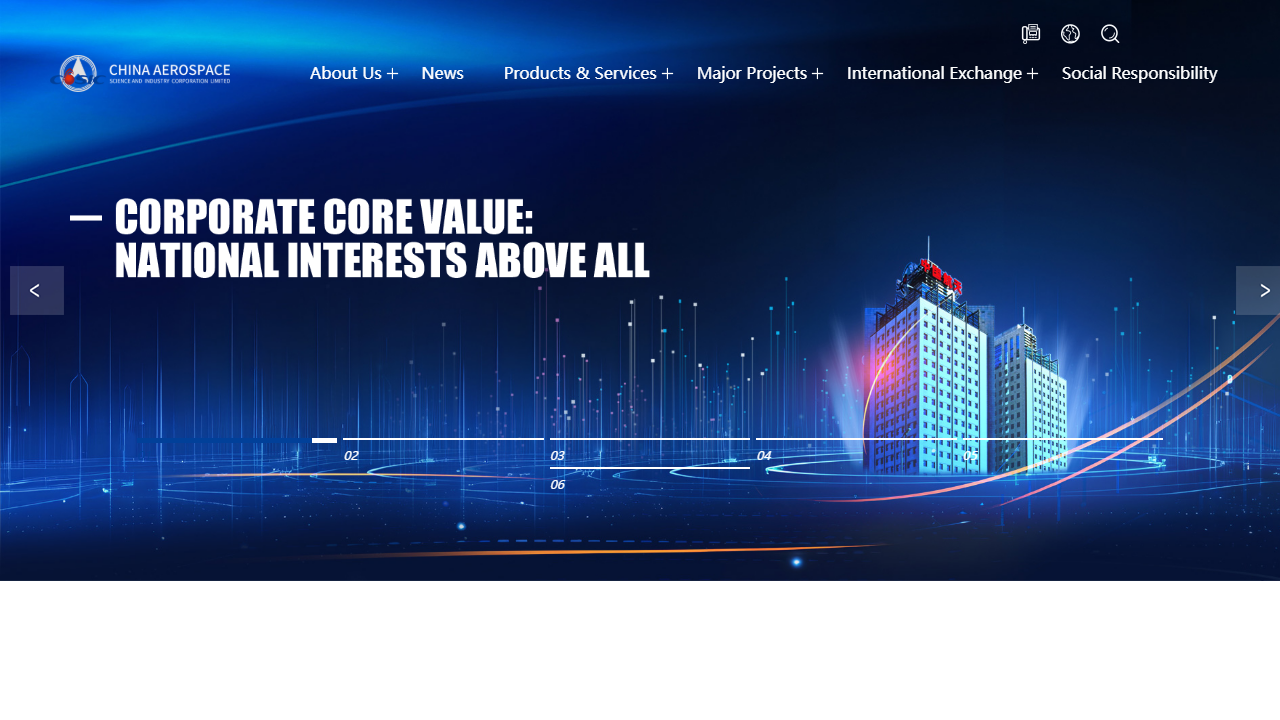 CHINA AEROSPACE
SCIENCE AND INDUSTRY CORPORATION LIMITED
About Us
News
Products & Services
Major Projects
International Exchange
Social Responsibility
CORPORATE CORE VALUE:
NATIONAL INTERESTS ABOVE ALL
<
>
02
03
04
05
06